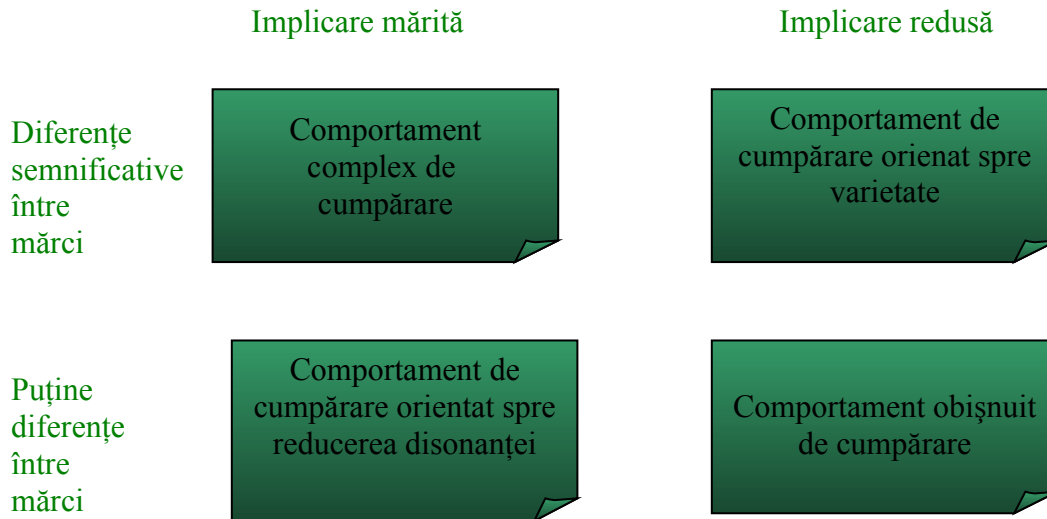 Implicare mărită
Implicare redusă
Diferențe
semnificative
între
mărci
Comportament
complex de
cumpărare
Comportament de
cumpărare orienat spre
varietate
Puține
diferențe
între
mărci
Comportament de
cumpărare orientat spre
reducerea disonanței
Comportament obișnuit
de cumpărare